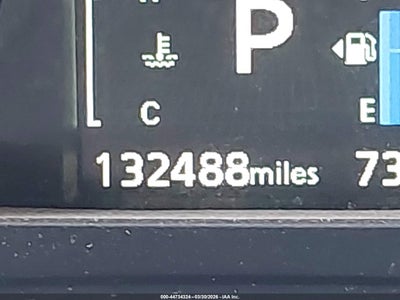 P
C
E
132488miles 73
000-44734324 - 03/30/2026 - IAA Inc.